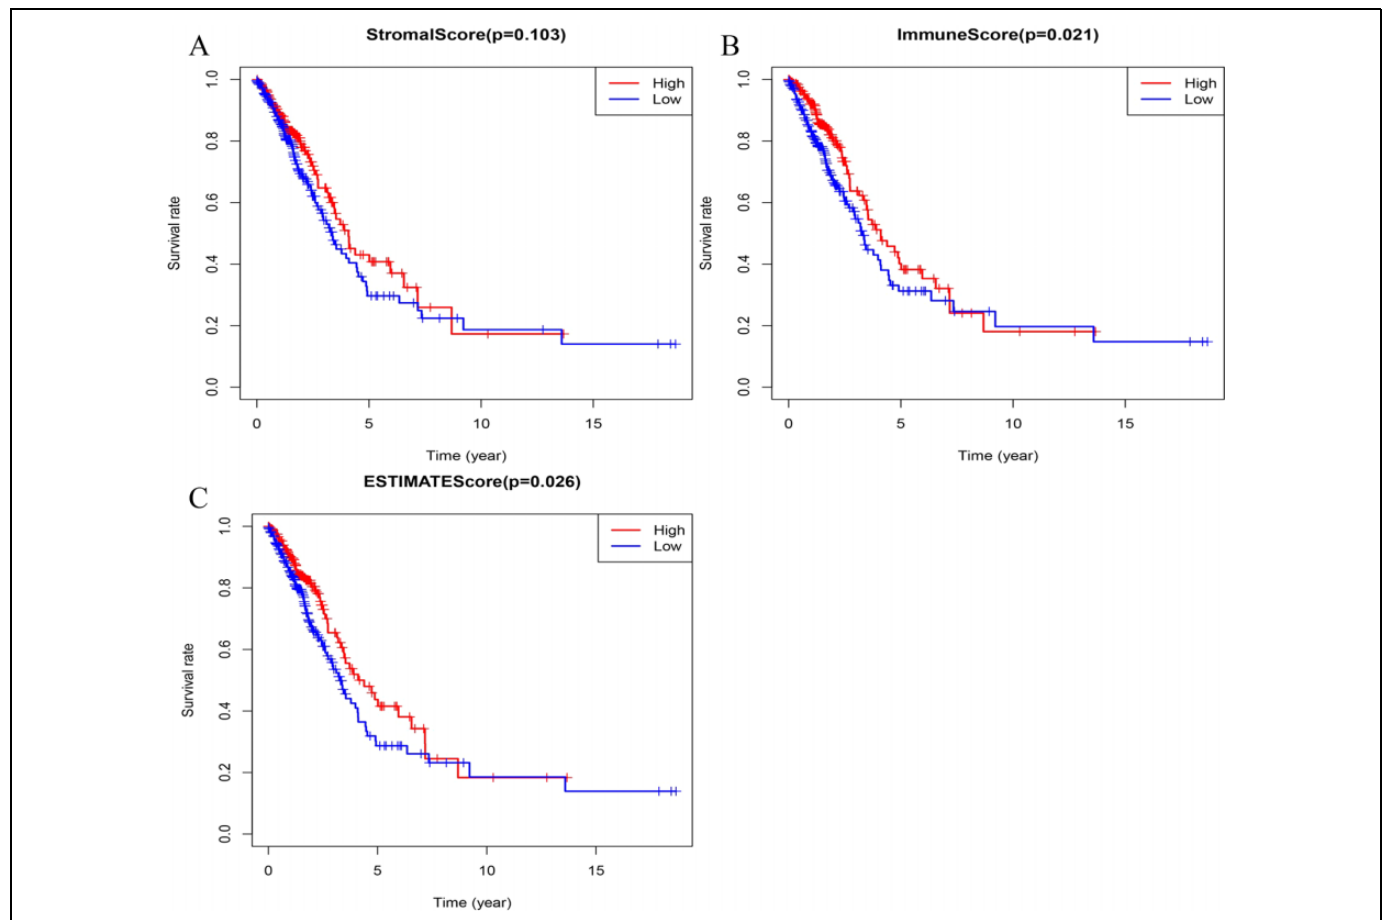 A
StromalScore(p=0.103)
High
Low
Survival rate
1.0
0.8
0.6
0.4
0.2
0.0
0 5 10 15
Time (year)
B
ImmuneScore(p=0.021)
High
Low
Survival rate
1.0
0.8
0.6
0.4
0.2
0.0
0 5 10 15
Time (year)
C
ESTIMATEScore(p=0.026)
High
Low
Survival rate
1.0
0.8
0.6
0.4
0.2
0.0
0 5 10 15
Time (year)